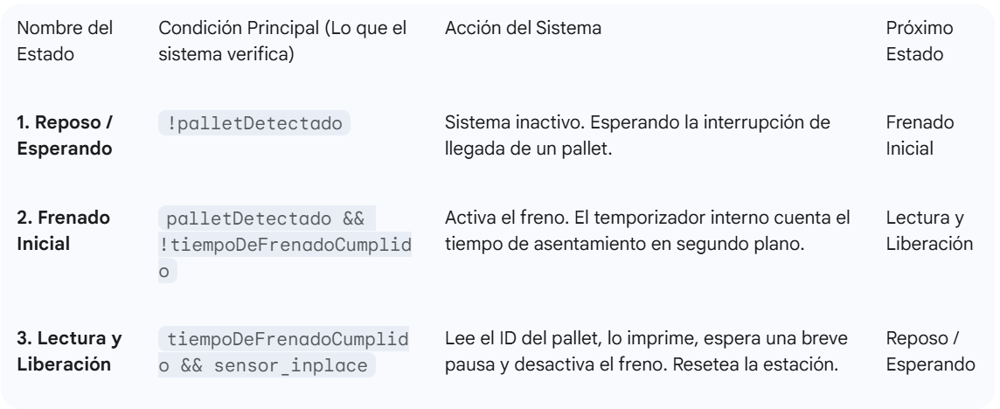 Nombre del Estado
Condición Principal (Lo que el sistema verifica)
Acción del Sistema
Próximo Estado
1. Reposo / Esperando
!palletDetectado
Sistema inactivo. Esperando la interrupción de
llegada de un pallet.
Frenado Inicial
2. Frenado Inicial
palletDetectado &&
!tiempoDeFrenadoCumplid
o
Activa el freno. El temporizador interno cuenta el
tiempo de asentamiento en segundo plano.
Lectura y Liberación
3. Lectura y Liberación
tiempoDeFrenadoCumplid
o && sensor_inplace
Lee el ID del pallet, lo imprime, espera una breve
pausa y desactiva el freno. Resetea la estación.
Reposo / Esperando